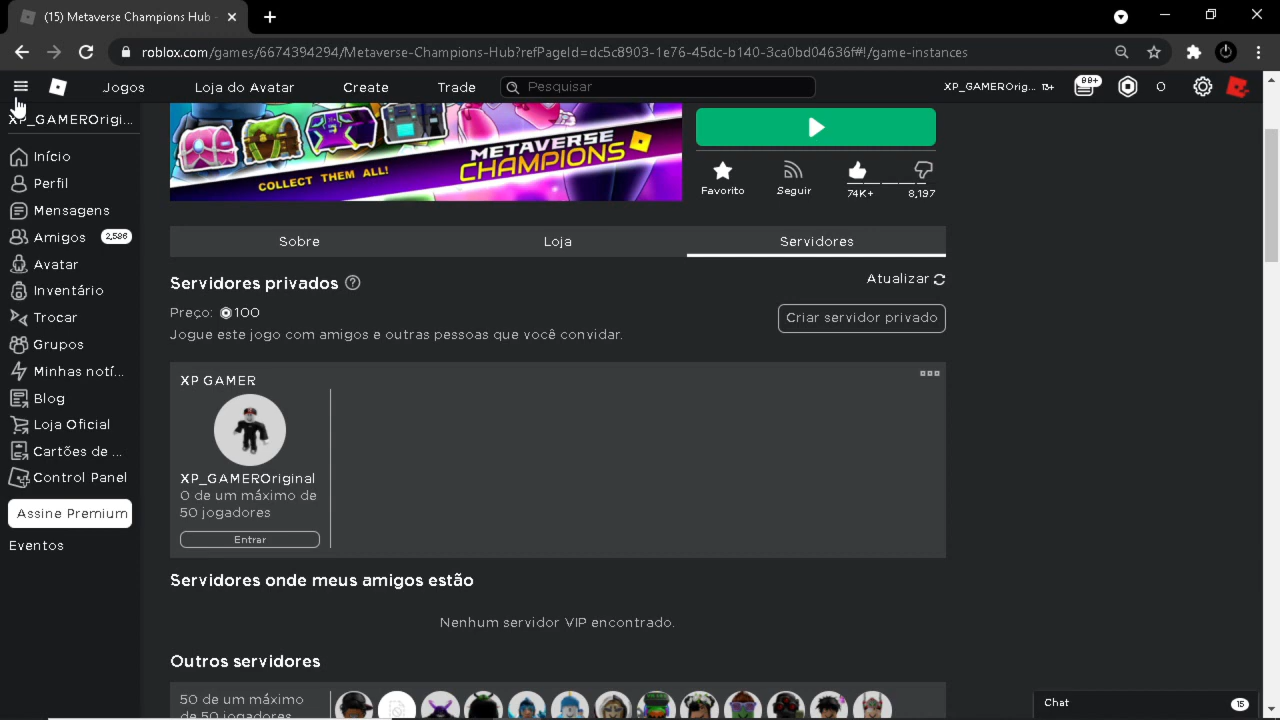 (15) Metaverse Champions Hub -
roblox.com/games/6674394294/Metaverse-Champions-Hub?refPageId=dc5c8903-1e76-45dc-b140-3ca0bd04636f#!/game-instances
Jogos
Loja do Avatar
Create
Trade
Pesquisar
XP_GAMEROrig... 13+
99+
0
XP_GAMEROrigi...
Início
Perfil
Mensagens
Amigos 2,586
Avatar
Inventário
Trocar
Grupos
Minhas notí...
Blog
Loja Oficial
Cartões de ...
Control Panel
Assine Premium
Eventos
COLLECT THEM ALL!
METAVERSE
CHAMPIONS
Favorito
Seguir
74K+
8,197
Sobre
Loja
Servidores
Servidores privados
Atualizar
Preço: 100
Jogue este jogo com amigos e outras pessoas que você convidar.
Criar servidor privado
XP GAMER
XP_GAMEROriginal
0 de um máximo de
50 jogadores
Entrar
Servidores onde meus amigos estão
Nenhum servidor VIP encontrado.
Outros servidores
50 de um máximo
de 50 jogadores
Chat
15